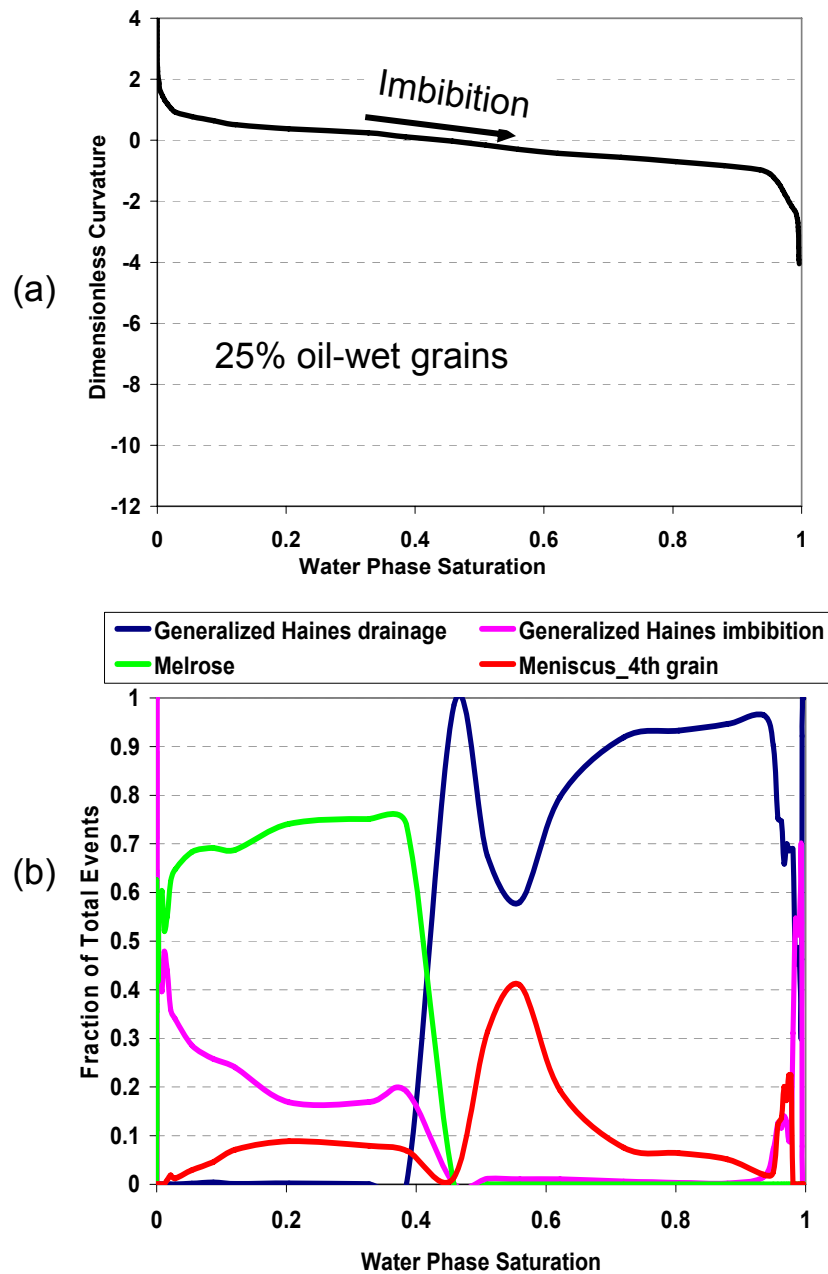 (a)
Dimensionless Curvature
4
2
0
-2
-4
-6
-8
-10
-12
Imbibition
25% oil-wet grains
0 0.2 0.4 0.6 0.8 1
Water Phase Saturation
(b)
Generalized Haines drainage Generalized Haines imbibition
Melrose Meniscus_4th grain
Fraction of Total Events
1
0.9
0.8
0.7
0.6
0.5
0.4
0.3
0.2
0.1
0
0 0.2 0.4 0.6 0.8 1
Water Phase Saturation